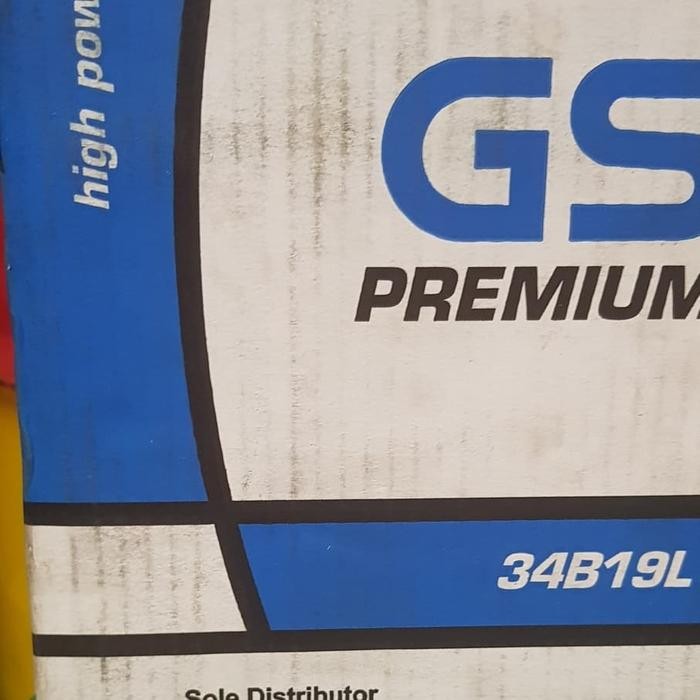 high pow
GS
PREMIUM
34B19L
Sole Distributor